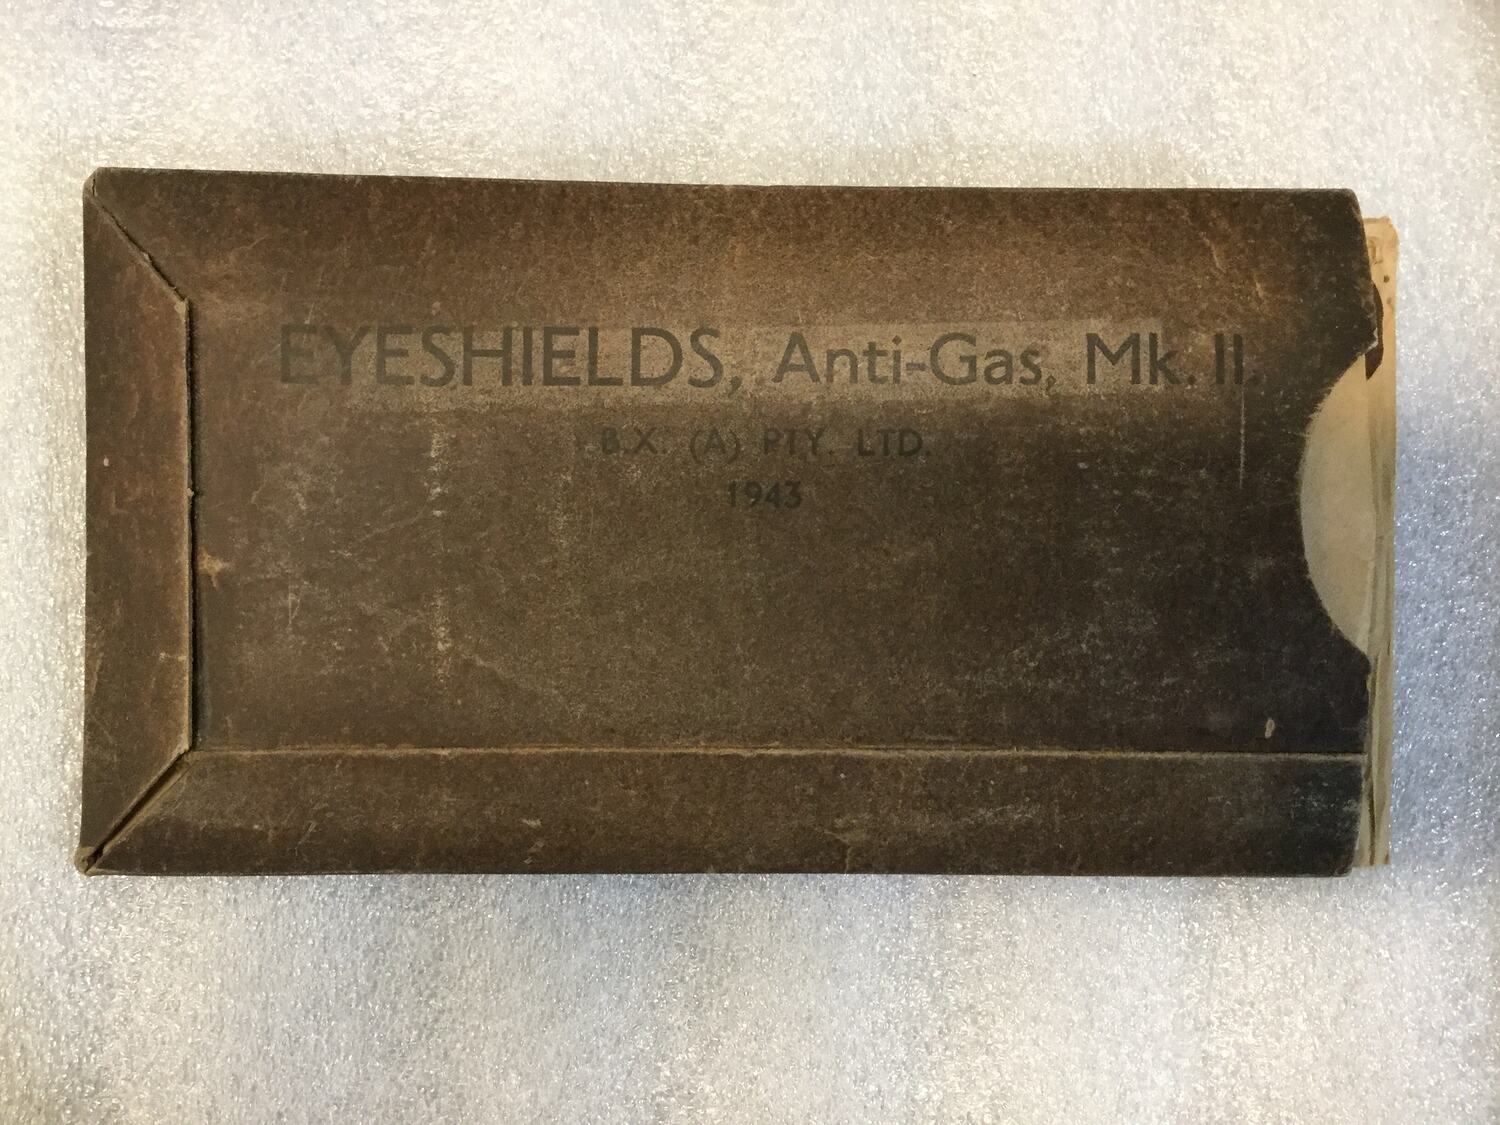 EYESHIELDS, Anti-Gas, Mk. II.
B.X. (A) PTY. LTD.
1943